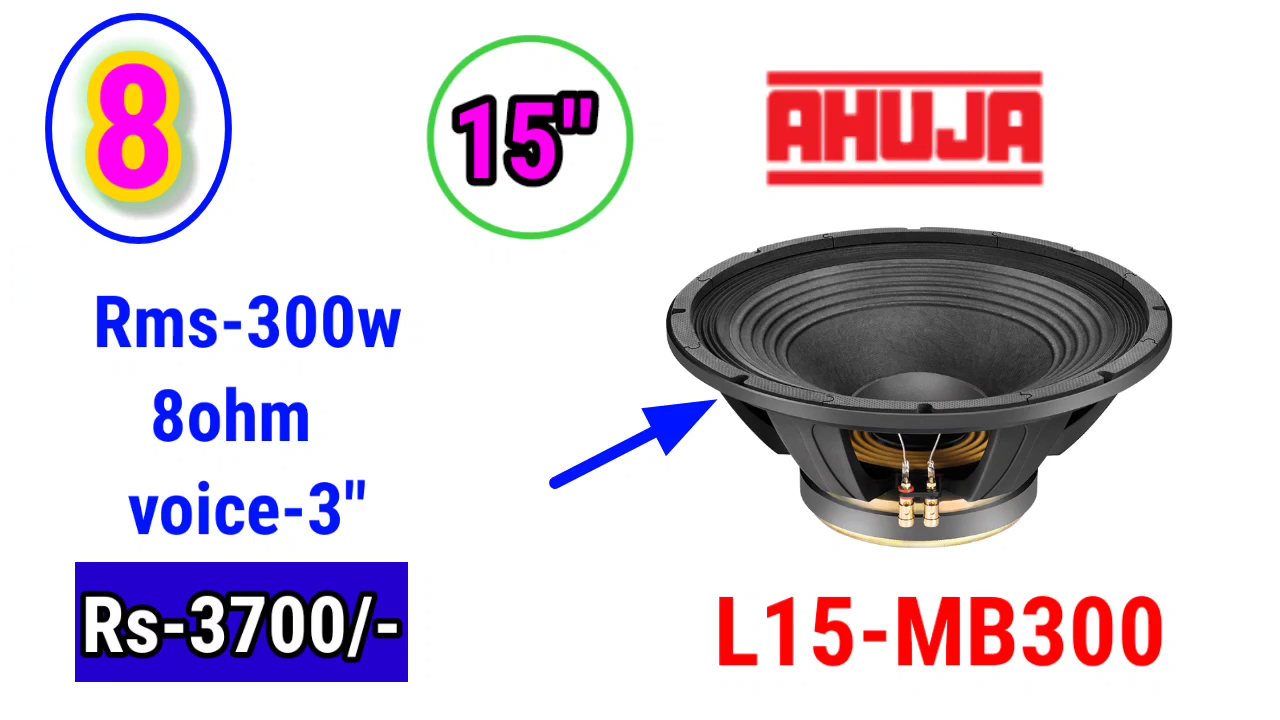 8
15"
AHUJA
Rms-300w
8ohm
voice-3"
Rs-3700/-
L15-MB300